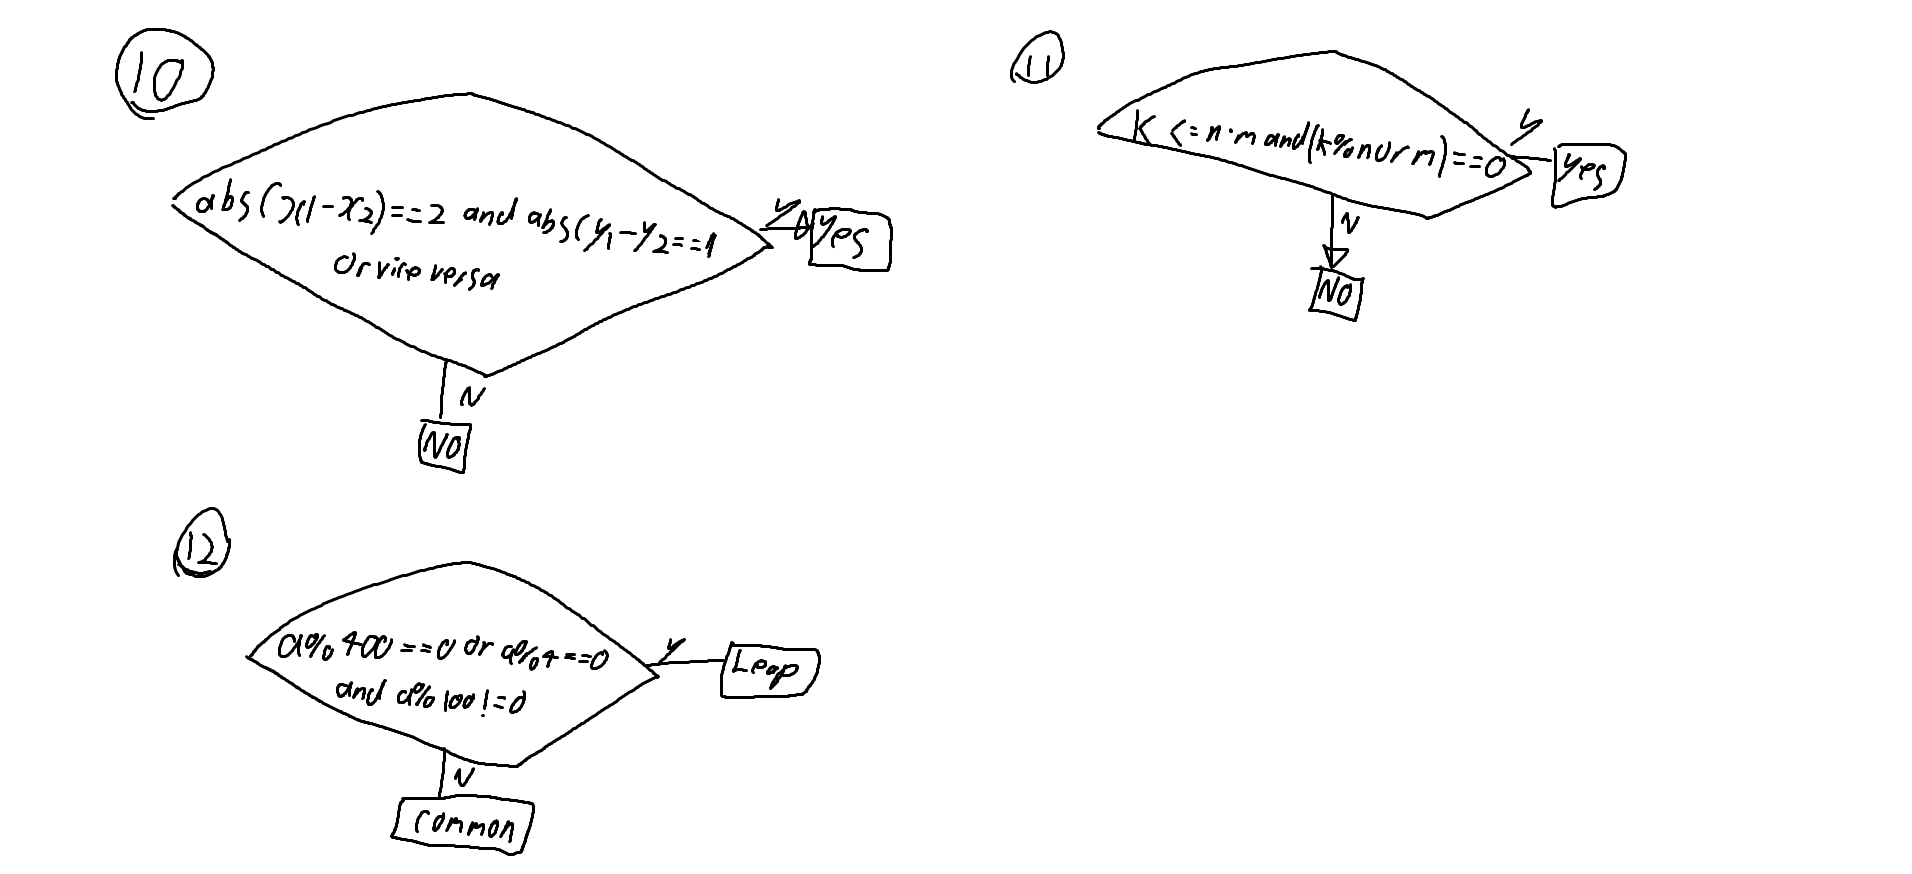 10
abs(x1-x2)==2 and abs(y1-y2==1
or vice versa
Y
Yes
N
NO
11
K <= n·m and(k%n or m)==0
Y
Yes
N
NO
12
a%400==0 or a%4==0
and a%100!=0
Y
Leap
N
common